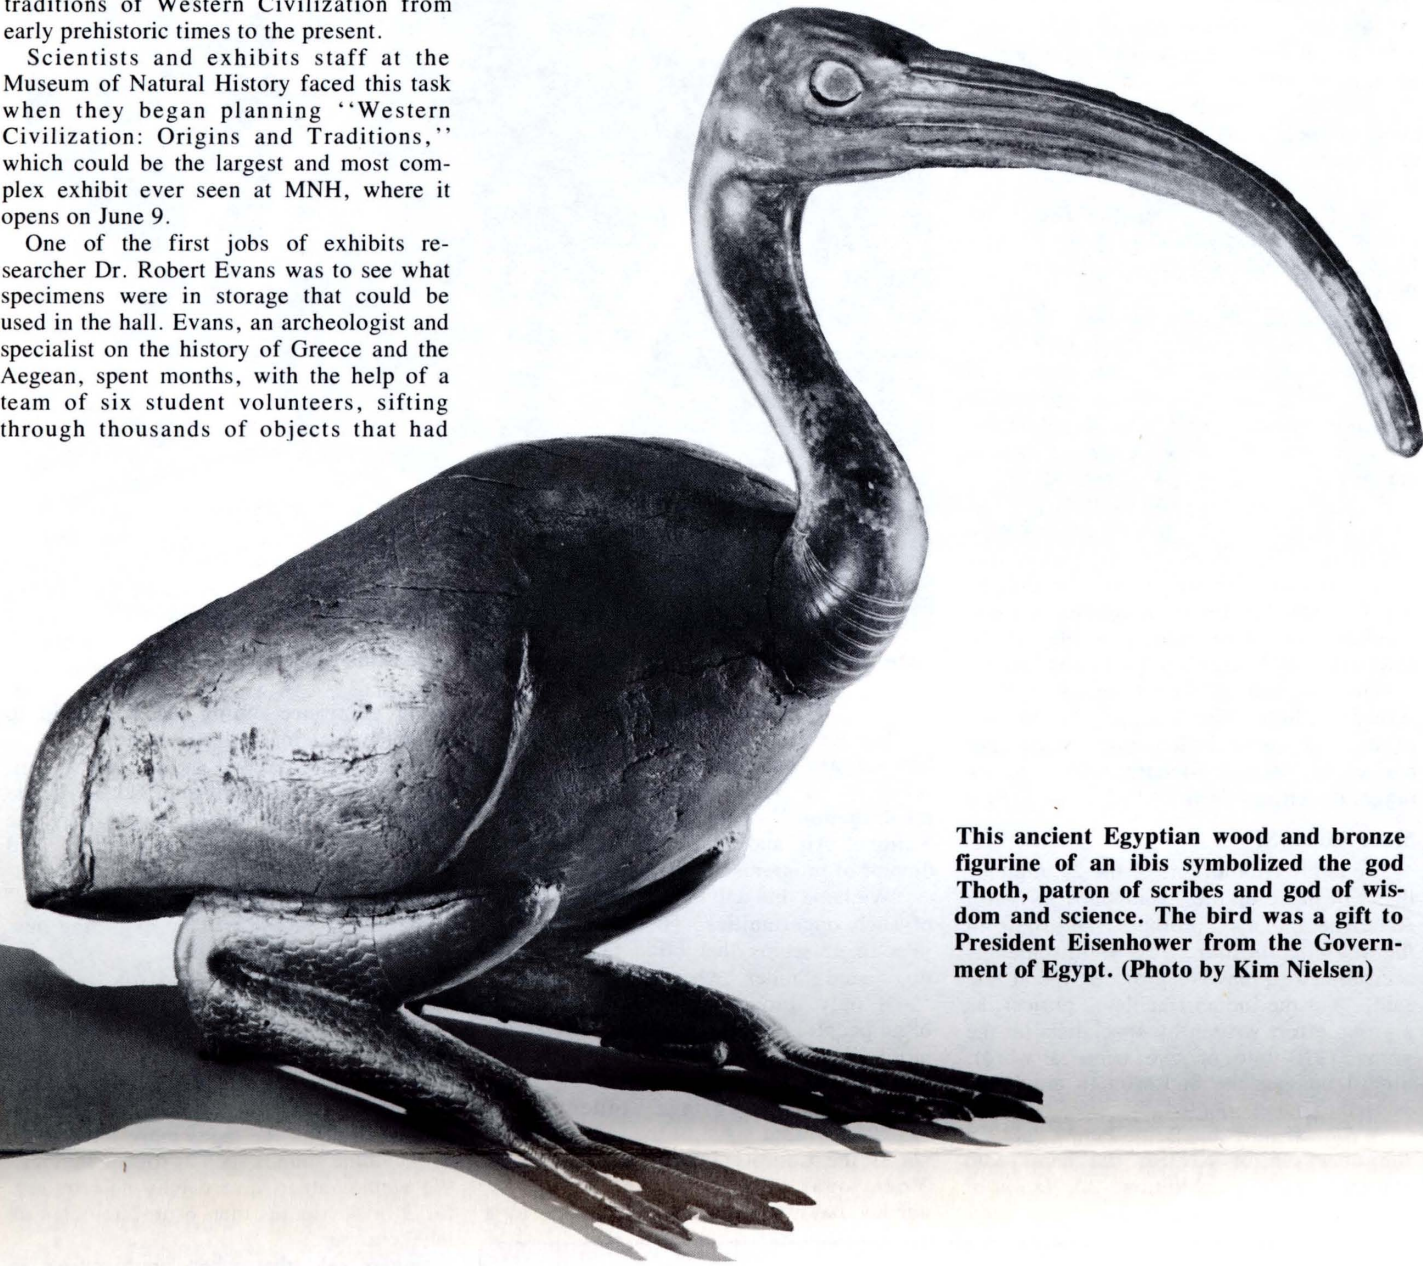 traditions of Western Civilization from
early prehistoric times to the present.
Scientists and exhibits staff at the
Museum of Natural History faced this task
when they began planning ‘‘Western
Civilization: Origins and Traditions,’’
which could be the largest and most com-
plex exhibit ever seen at MNH, where it
opens on June 9.
One of the first jobs of exhibits re-
searcher Dr. Robert Evans was to see what
specimens were in storage that could be
used in the hall. Evans, an archeologist and
specialist on the history of Greece and the
Aegean, spent months, with the help of a
team of six student volunteers, sifting
through thousands of objects that had
This ancient Egyptian wood and bronze
figurine of an ibis symbolized the god
Thoth, patron of scribes and god of wis-
dom and science. The bird was a gift to
President Eisenhower from the Govern-
ment of Egypt. (Photo by Kim Nielsen)